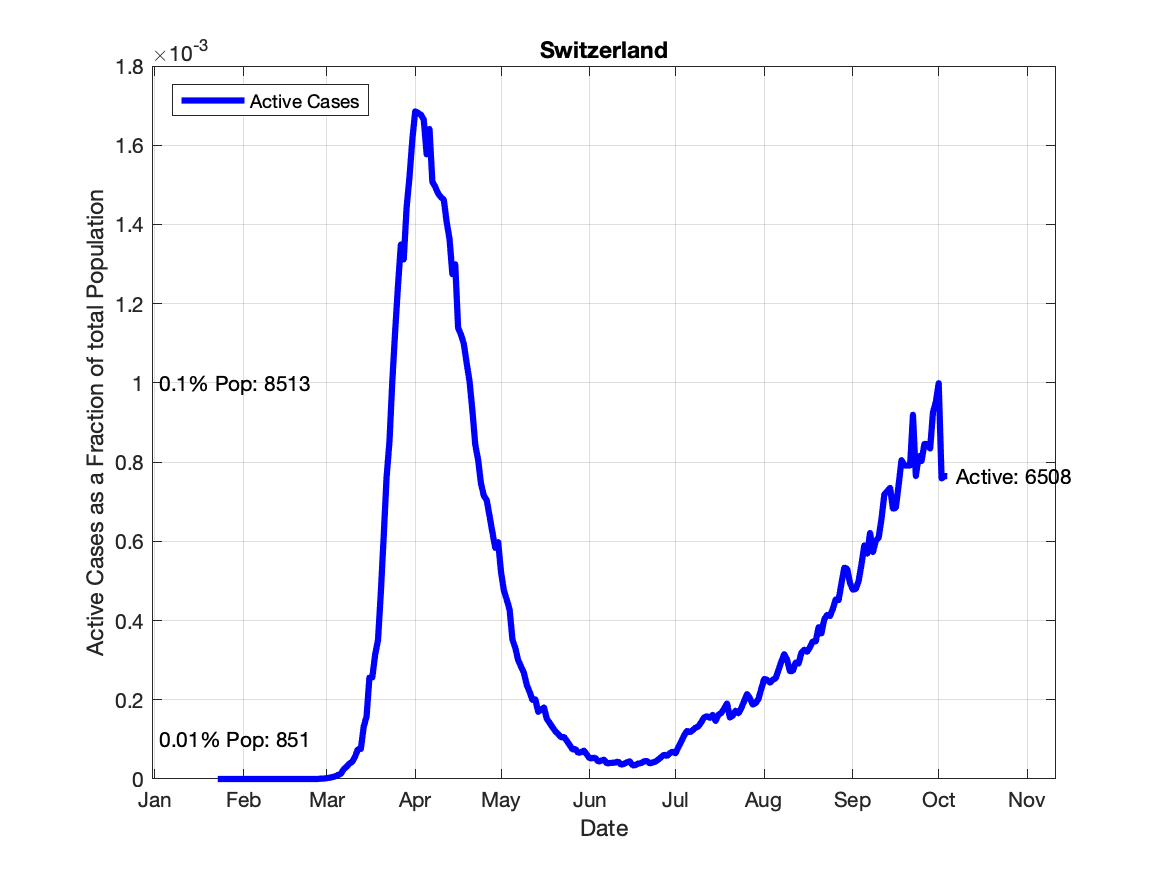 Switzerland
×10-3
1.8
1.6
1.4
1.2
1
0.8
0.6
0.4
0.2
0
Active Cases as a Fraction of total Population
Active Cases
0.1% Pop: 8513
Active: 6508
0.01% Pop: 851
Jan Feb Mar Apr May Jun Jul Aug Sep Oct Nov
Date